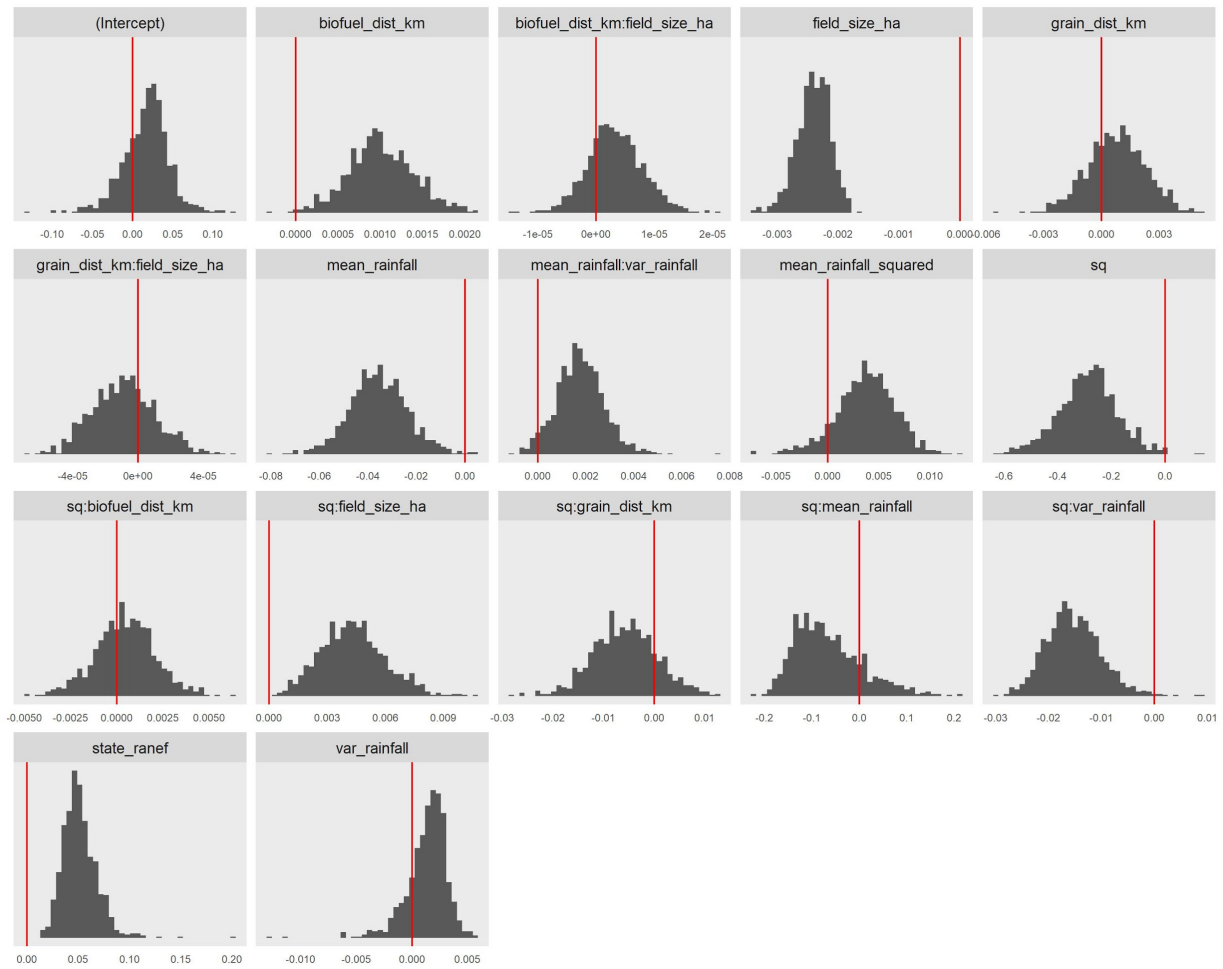 (Intercept) biofuel_dist_km biofuel_dist_km:field_size_ha field_size_ha grain_dist_km
-0.10 -0.05 0.00 0.05 0.10 0.0000 0.0005 0.0010 0.0015 0.0020 -1e-05 0e+00 1e-05 2e-05 -0.003 -0.002 -0.001 0.000 -0.006 -0.003 0.000 0.003
grain_dist_km:field_size_ha mean_rainfall mean_rainfall:var_rainfall mean_rainfall_squared sq
-4e-05 0e+00 4e-05 -0.08 -0.06 -0.04 -0.02 0.00 0.000 0.002 0.004 0.006 0.008 -0.005 0.000 0.005 0.010 -0.6 -0.4 -0.2 0.0
sq:biofuel_dist_km sq:field_size_ha sq:grain_dist_km sq:mean_rainfall sq:var_rainfall
-0.0050 -0.0025 0.0000 0.0025 0.0050 0.000 0.003 0.006 0.009 -0.03 -0.02 -0.01 0.00 0.01 -0.2 -0.1 0.0 0.1 0.2 -0.03 -0.02 -0.01 0.00 0.01
state_ranef var_rainfall
0.00 0.05 0.10 0.15 0.20 -0.010 -0.005 0.000 0.005